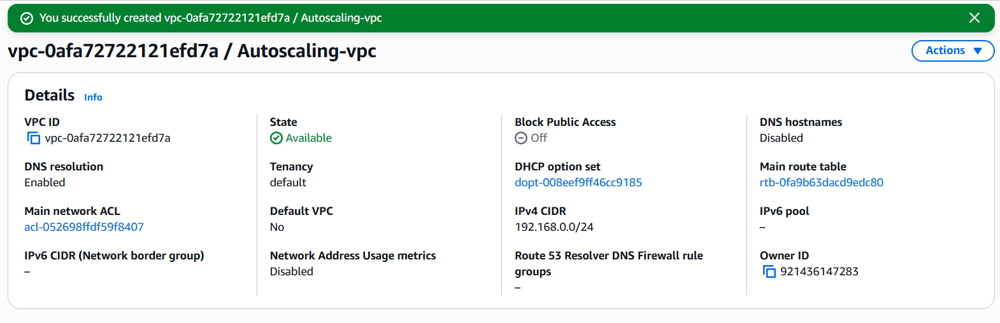 You successfully created vpc-0afa72722121efd7a / Autoscaling-vpc
vpc-0afa72722121efd7a / Autoscaling-vpc
Actions
Details Info
VPC ID
vpc-0afa72722121efd7a
State
Available
Block Public Access
Off
DNS hostnames
Disabled
DNS resolution
Enabled
Tenancy
default
DHCP option set
dopt-008eef9ff46cc9185
Main route table
rtb-0fa9b63dacd9edc80
Main network ACL
acl-052698ffdf59f8407
Default VPC
No
IPv4 CIDR
192.168.0.0/24
IPv6 pool
–
IPv6 CIDR (Network border group)
–
Network Address Usage metrics
Disabled
Route 53 Resolver DNS Firewall rule
groups
–
Owner ID
921436147283